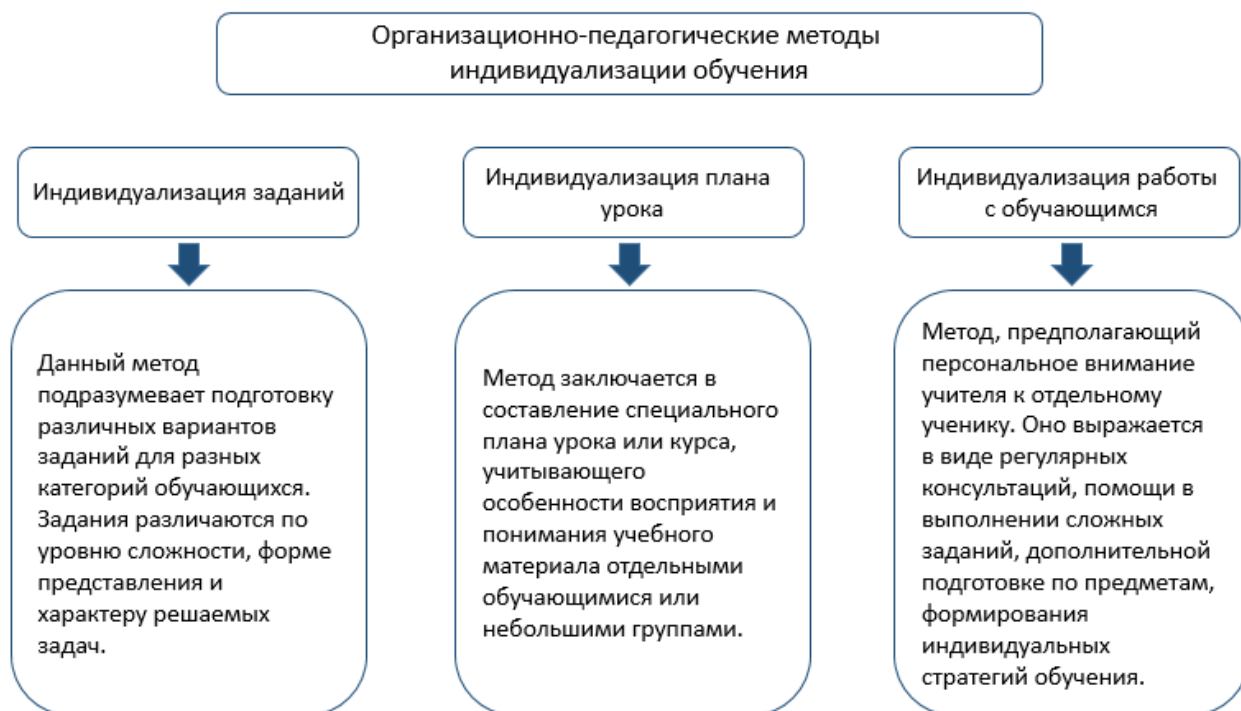 Организационно-педагогические методы
индивидуализации обучения
Индивидуализация заданий
Данный метод
подразумевает подготовку
различных вариантов
заданий для разных
категорий обучающихся.
Задания различаются по
уровню сложности, форме
представления и
характеру решаемых
задач.
Индивидуализация плана
урока
Метод заключается в
составление специального
плана урока или курса,
учитывающего
особенности восприятия и
понимания учебного
материала отдельными
обучающимися или
небольшими группами.
Индивидуализация работы
с обучающимся
Метод, предполагающий
персональное внимание
учителя к отдельному
ученику. Оно выражается
в виде регулярных
консультаций, помощи в
выполнении сложных
заданий, дополнительной
подготовке по предметам,
формирования
индивидуальных
стратегий обучения.